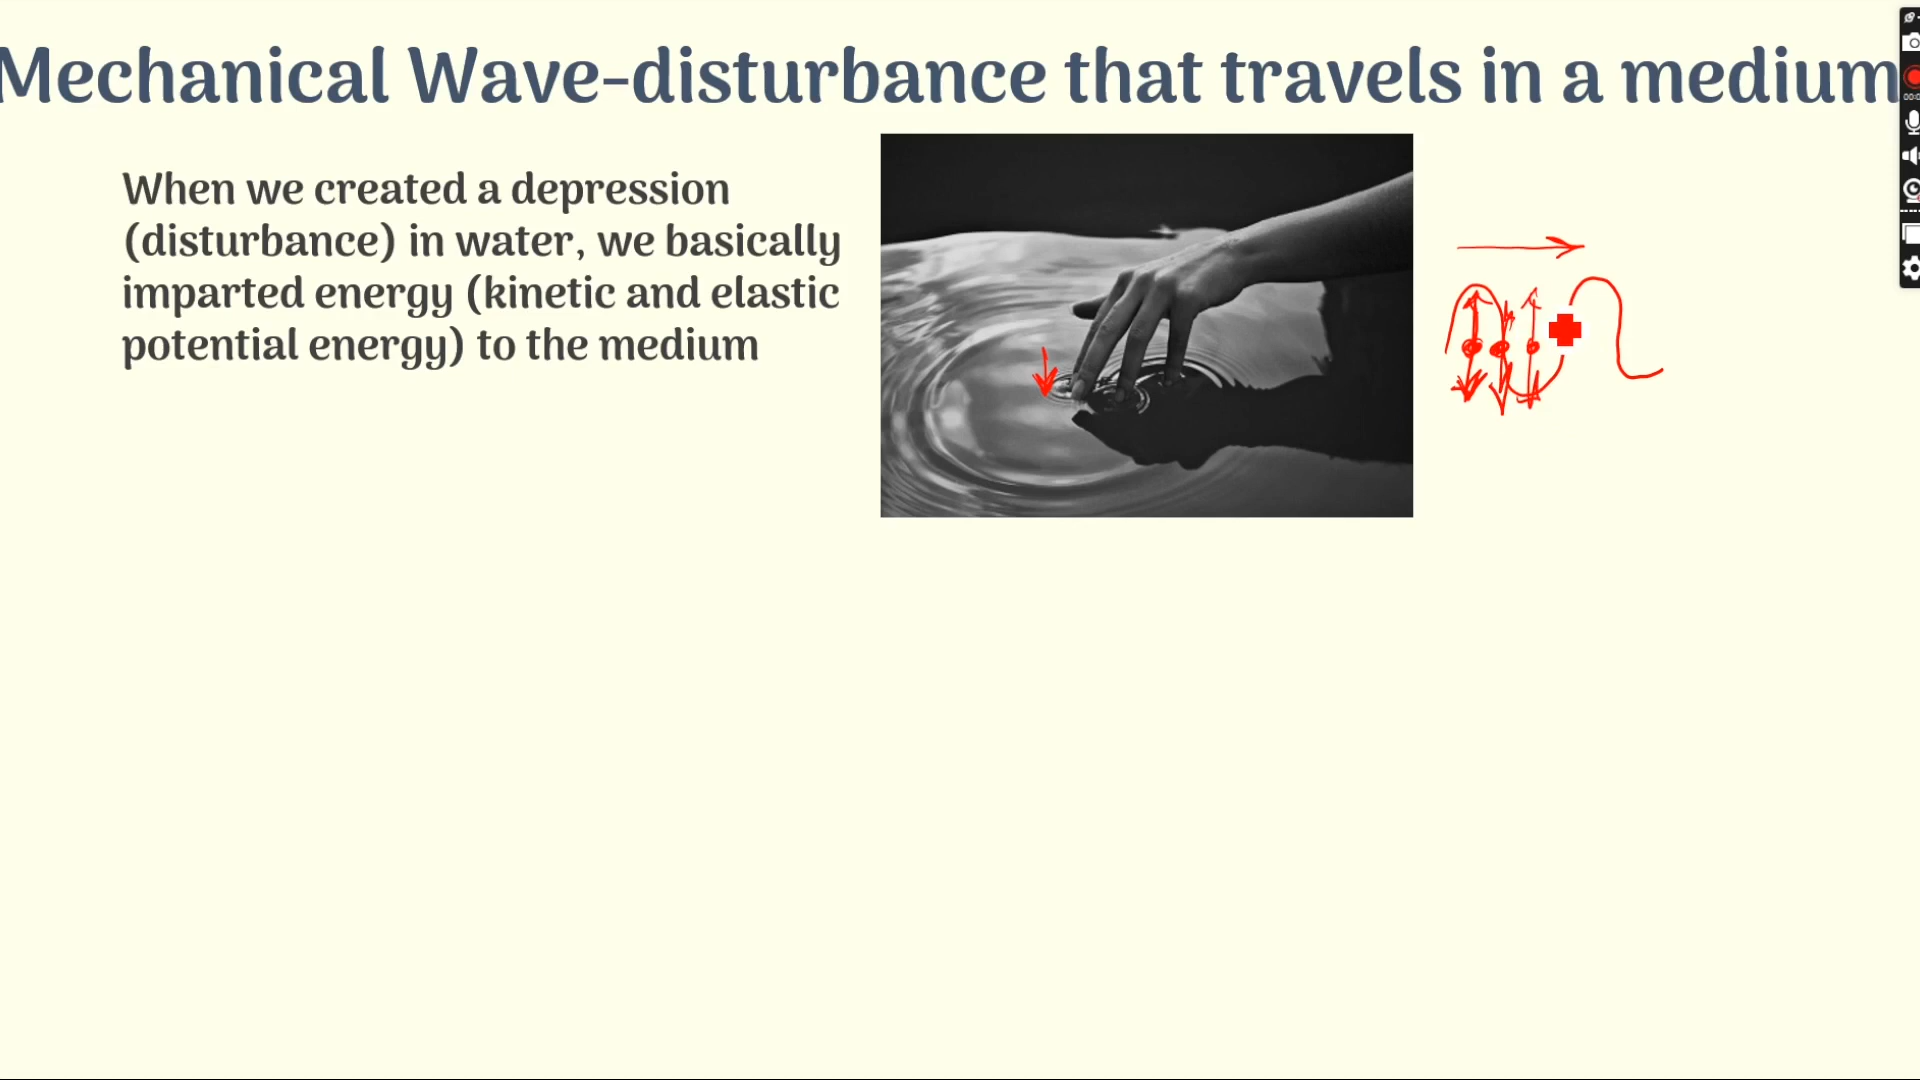 Mechanical Wave-disturbance that travels in a medium
When we created a depression
(disturbance) in water, we basically
imparted energy (kinetic and elastic
potential energy) to the medium